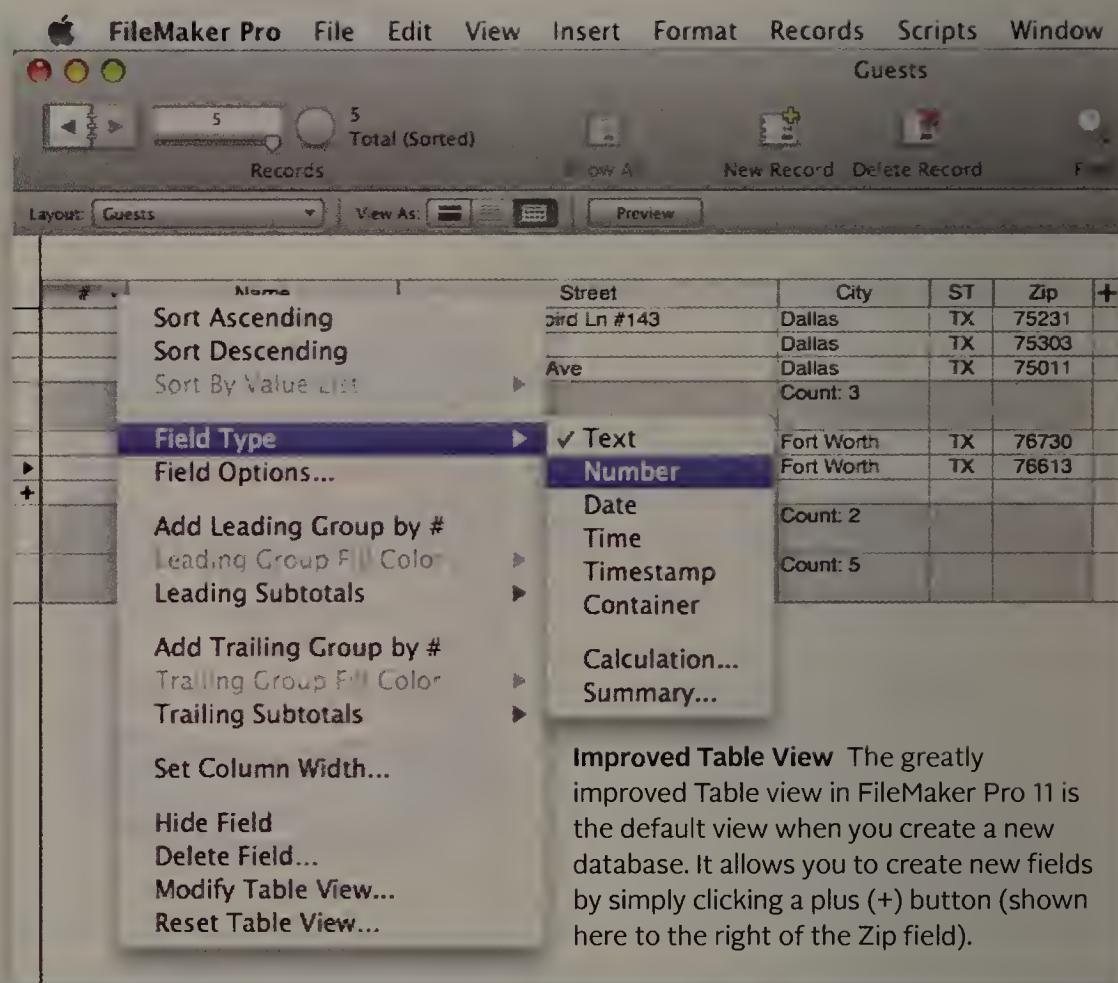 FileMaker Pro File Edit View Insert Format Records Scripts Window
Guests
5
5
Total (Sorted)
Records
New Record Delete Record
Layout: Guests View As: Preview
# Name Street City ST Zip +
bird Ln #143 Dallas TX 75231
Dallas TX 75303
Ave Dallas TX 75011
Count: 3
Fort Worth TX 76730
Fort Worth TX 76613
+
Count: 2
Count: 5
Sort Ascending
Sort Descending
Sort By Value List
Field Type
Field Options...
Add Leading Group by #
Leading Group Fill Color
Leading Subtotals
Add Trailing Group by #
Trailing Group Fill Color
Trailing Subtotals
Set Column Width...
Hide Field
Delete Field...
Modify Table View...
Reset Table View...
✓ Text
Number
Date
Time
Timestamp
Container
Calculation...
Summary...
Improved Table View The greatly
improved Table view in FileMaker Pro 11 is
the default view when you create a new
database. It allows you to create new fields
by simply clicking a plus (+) button (shown
here to the right of the Zip field).